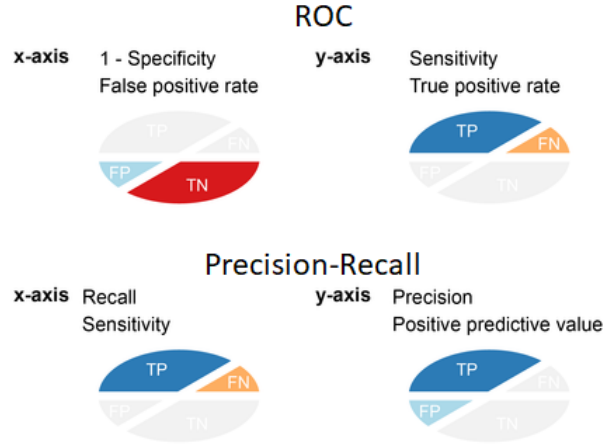 ROC
x-axis 1 - Specificity
False positive rate
TP
FN
FP
TN
y-axis Sensitivity
True positive rate
TP
FN
FP
TN
Precision-Recall
x-axis Recall
Sensitivity
TP
FN
FP
TN
y-axis Precision
Positive predictive value
TP
FN
FP
TN